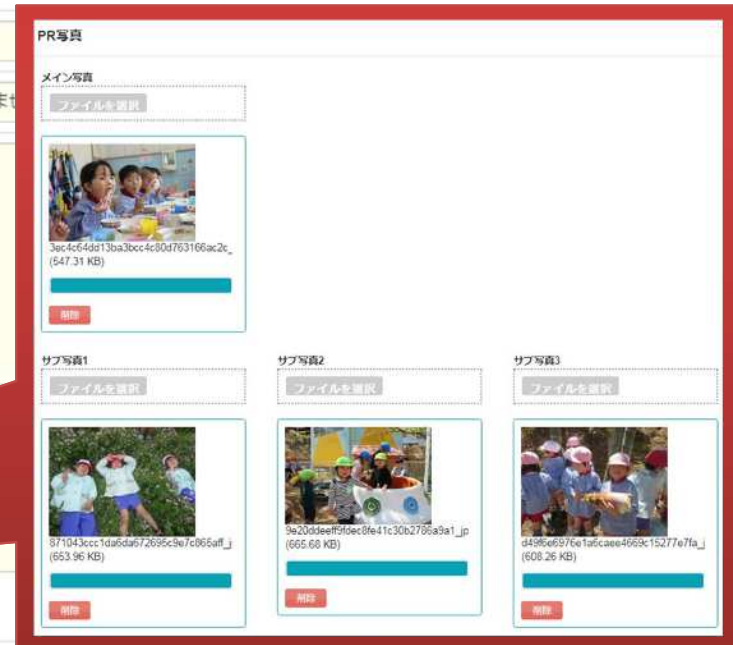 PR写真
メイン写真
ファイルを選択
3ec4c64dd13ba3bcc4c80d763166ac2c_
(547.31 KB)
削除
サブ写真1
サブ写真2
サブ写真3
ファイルを選択
ファイルを選択
ファイルを選択
871043ccc1da6da672695c9e7c865aff_j
(653.96 KB)
削除
9e20ddeeff5fdec8fe41c30b2786a9a1_jp
(665.68 KB)
削除
d49f6e6976e1a6caee4669c15277e7fa_j
(608.26 KB)
削除